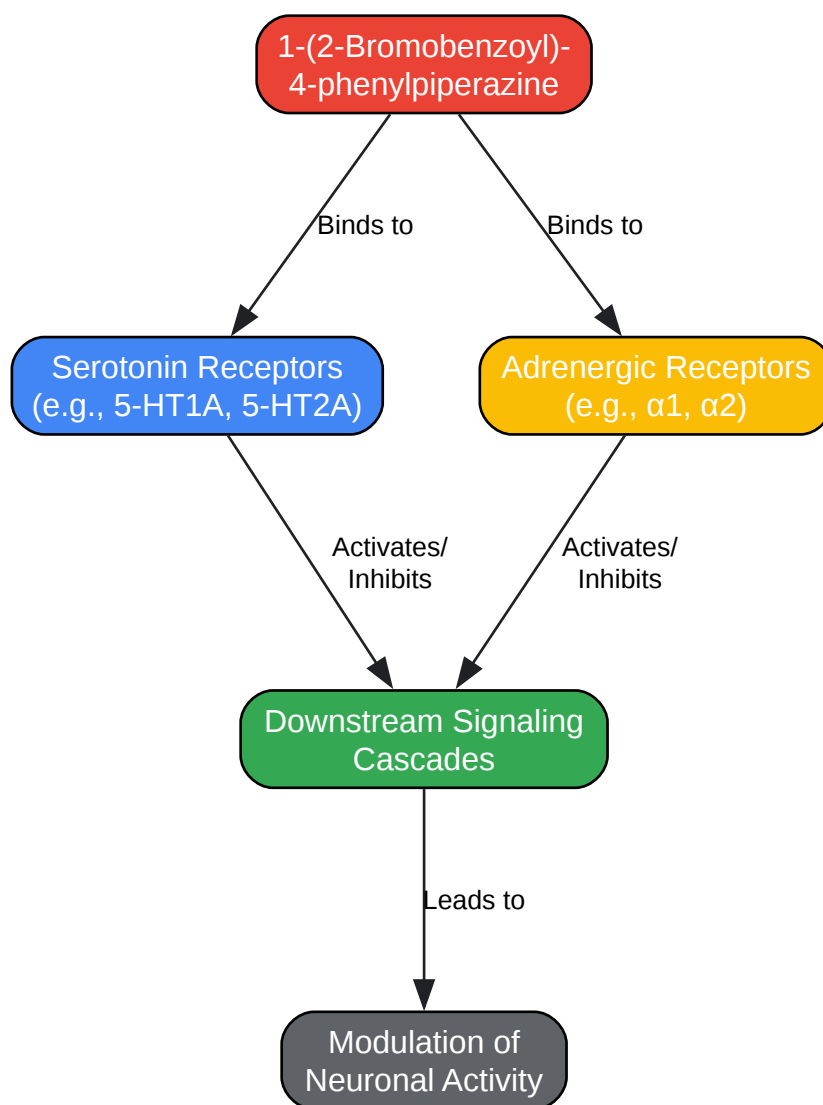 1-(2-Bromobenzoyl)-
4-phenylpiperazine
Binds to
Binds to
Serotonin Receptors
(e.g., 5-HT1A, 5-HT2A)
Adrenergic Receptors
(e.g., α1, α2)
Activates/
Inhibits
Activates/
Inhibits
Downstream Signaling
Cascades
Leads to
Modulation of
Neuronal Activity